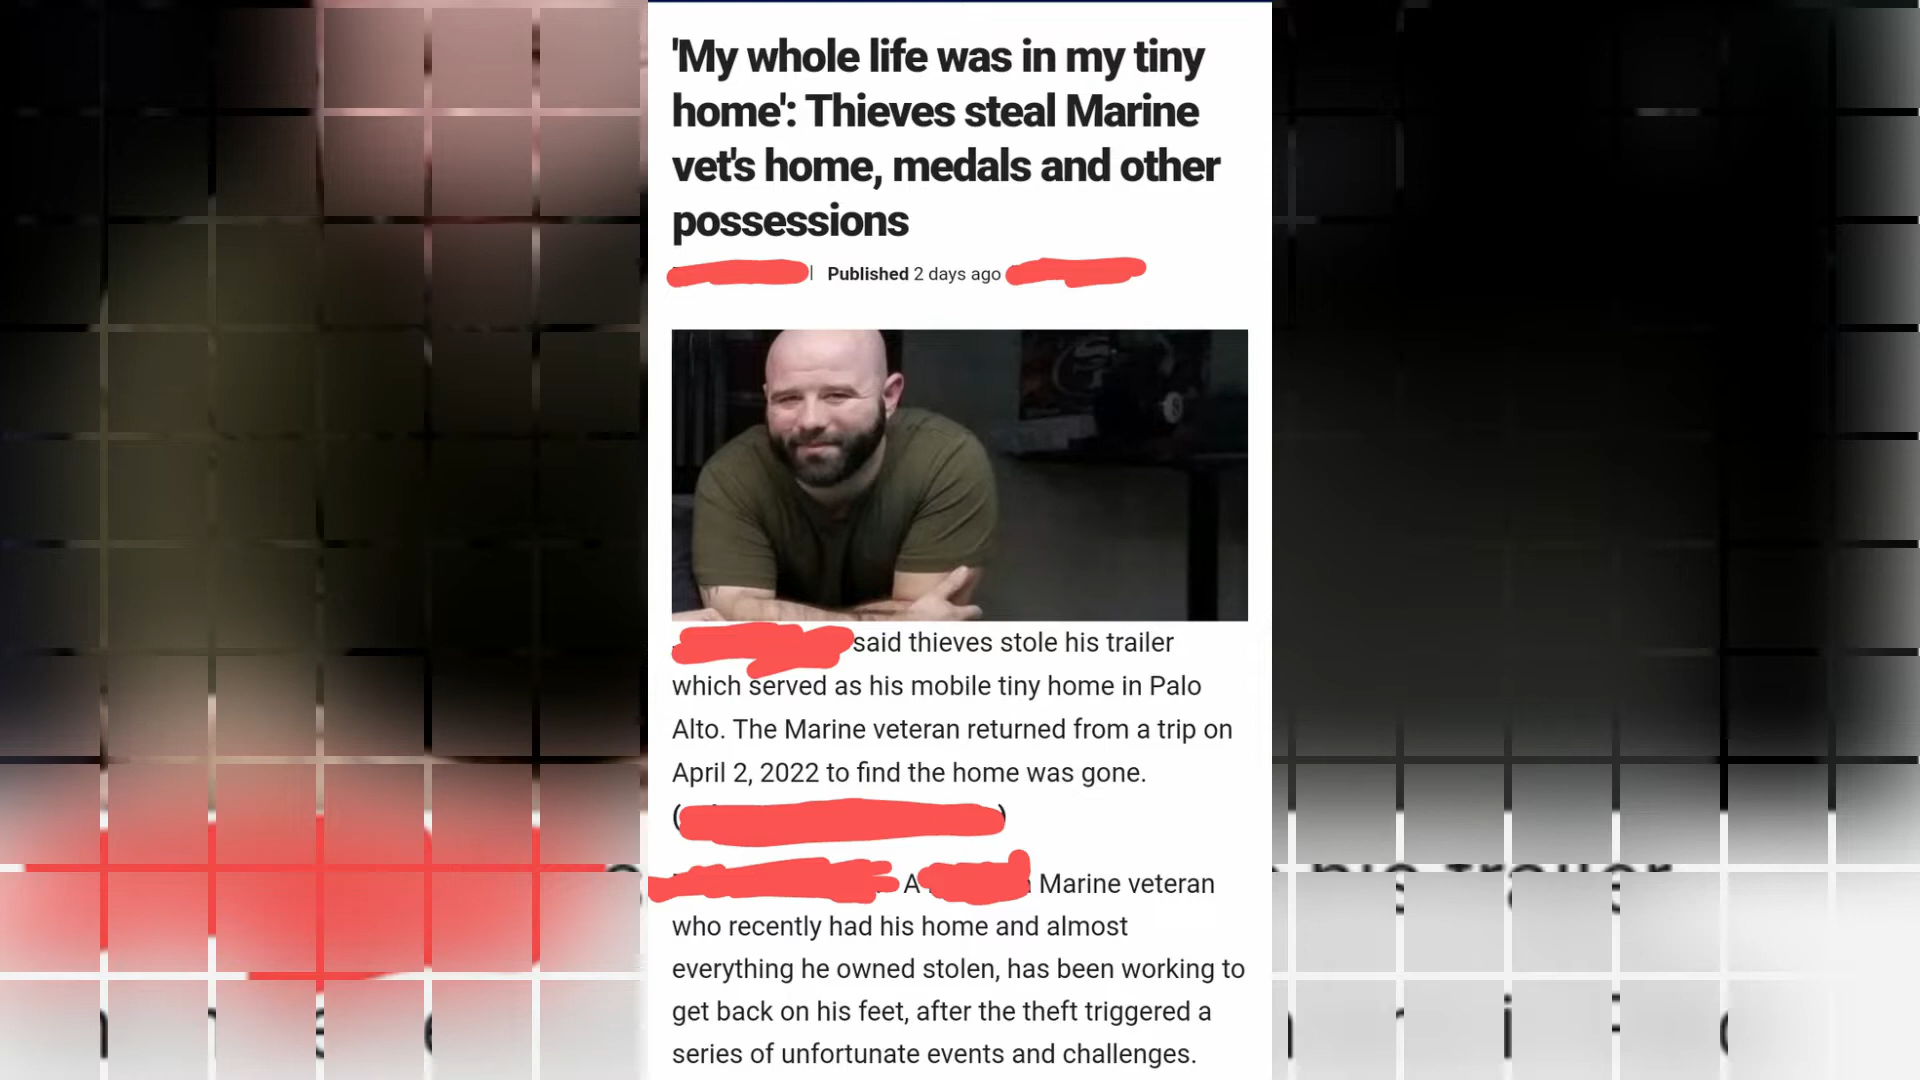 'My whole life was in my tiny
home': Thieves steal Marine
vet's home, medals and other
possessions
| Published 2 days ago
said thieves stole his trailer
which served as his mobile tiny home in Palo
Alto. The Marine veteran returned from a trip on
April 2, 2022 to find the home was gone.
( )
A Marine veteran
who recently had his home and almost
everything he owned stolen, has been working to
get back on his feet, after the theft triggered a
series of unfortunate events and challenges.